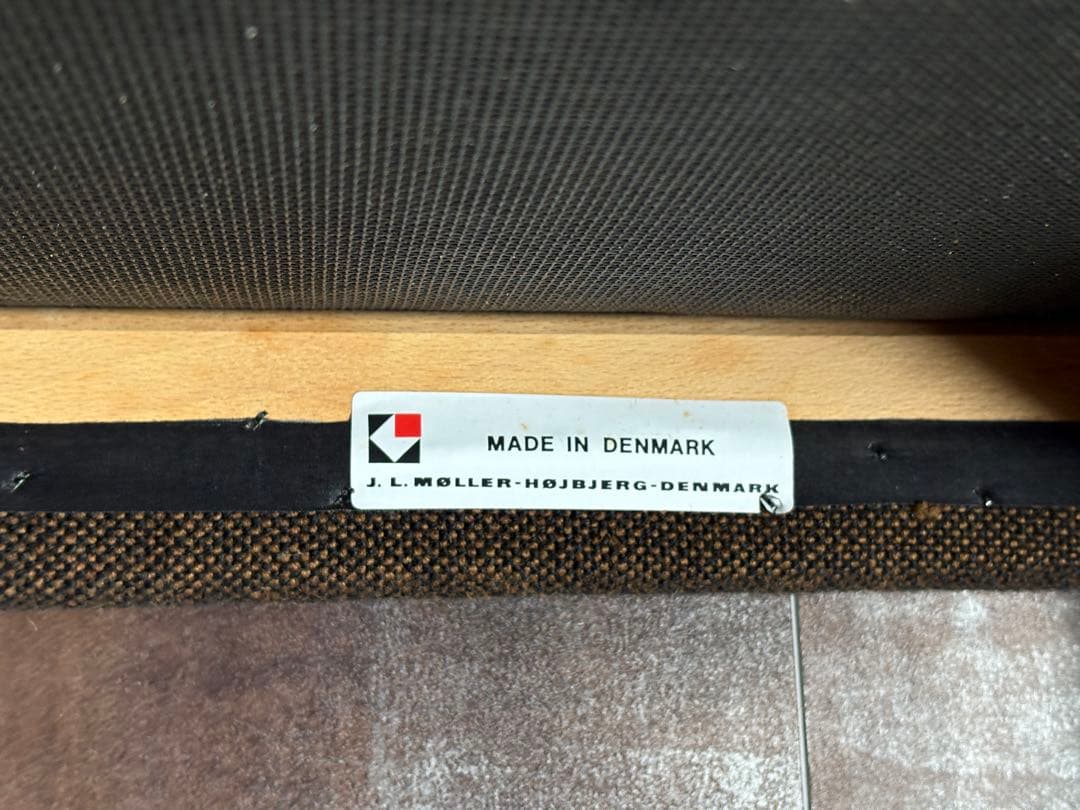 MADE IN DENMARK
J. L. MØLLER-HØJBJERG-DENMARK